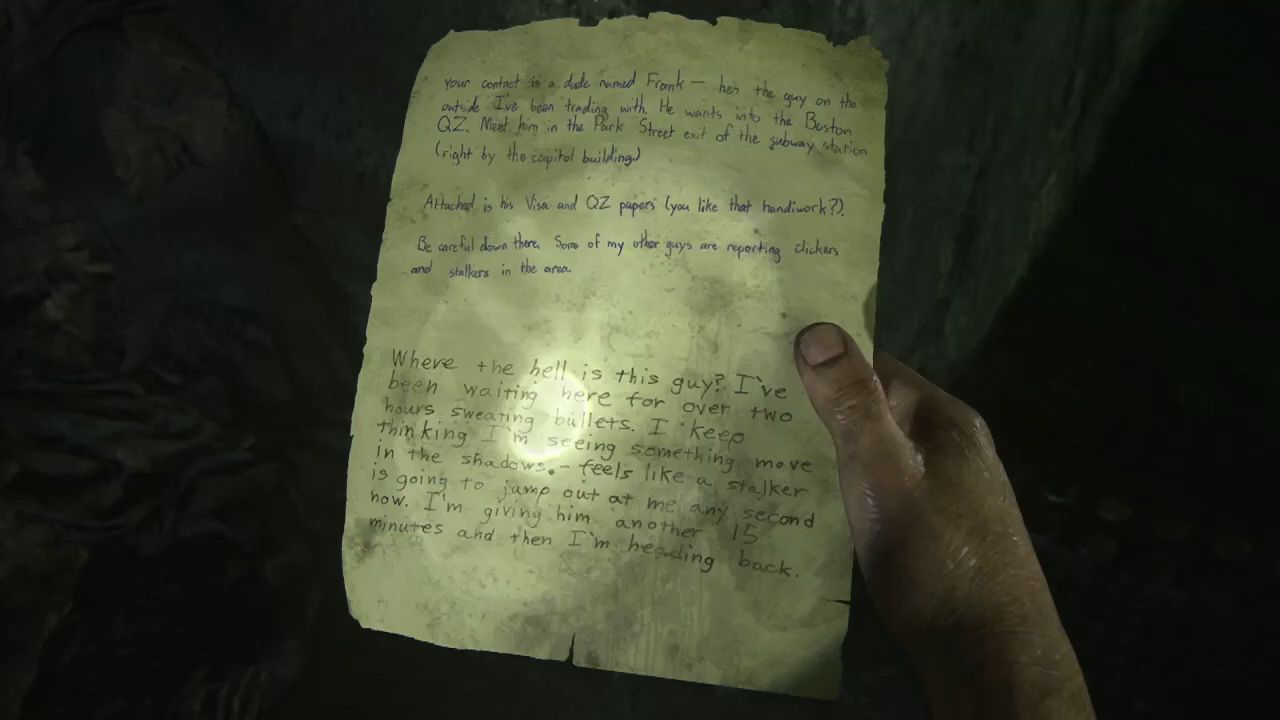 your contact is a dude named Frank — he's the guy on the
outside I've been trading with. He wants into the Boston
QZ. Meet him in the Park Street exit of the subway station
(right by the capitol building)
Attached is his Visa and QZ papers (you like that handiwork?).
Be careful down there. Some of my other guys are reporting clickers
and stalkers in the area.
Where the hell is this guy? I've
been waiting here for over two
hours sweating bullets. I keep
thinking I'm seeing something move
in the shadows. - feels like a stalker
is going to jump out at me any second
now. I'm giving him another 15
minutes and then I'm heading back.